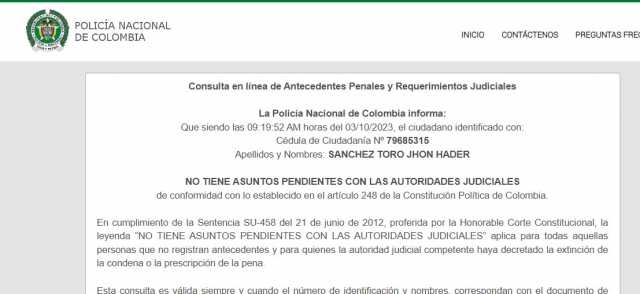 POLICÍA NACIONAL
DE COLOMBIA
INICIO CONTÁCTENOS PREGUNTAS FRE
Consulta en línea de Antecedentes Penales y Requerimientos Judiciales
La Policía Nacional de Colombia informa:
Que siendo las 09:19:52 AM horas del 03/10/2023, el ciudadano identificado con:
Cédula de Ciudadanía Nº 79685315
Apellidos y Nombres: SANCHEZ TORO JHON HADER
NO TIENE ASUNTOS PENDIENTES CON LAS AUTORIDADES JUDICIALES
de conformidad con lo establecido en el artículo 248 de la Constitución Política de Colombia.
En cumplimiento de la Sentencia SU-458 del 21 de junio de 2012, proferida por la Honorable Corte Constitucional, la
leyenda "NO TIENE ASUNTOS PENDIENTES CON LAS AUTORIDADES JUDICIALES" aplica para todas aquellas
personas que no registran antecedentes y para quienes la autoridad judicial competente haya decretado la extinción de
la condena o la prescripción de la pena.
Esta consulta es válida siempre y cuando el número de identificación y nombres, correspondan con el documento de